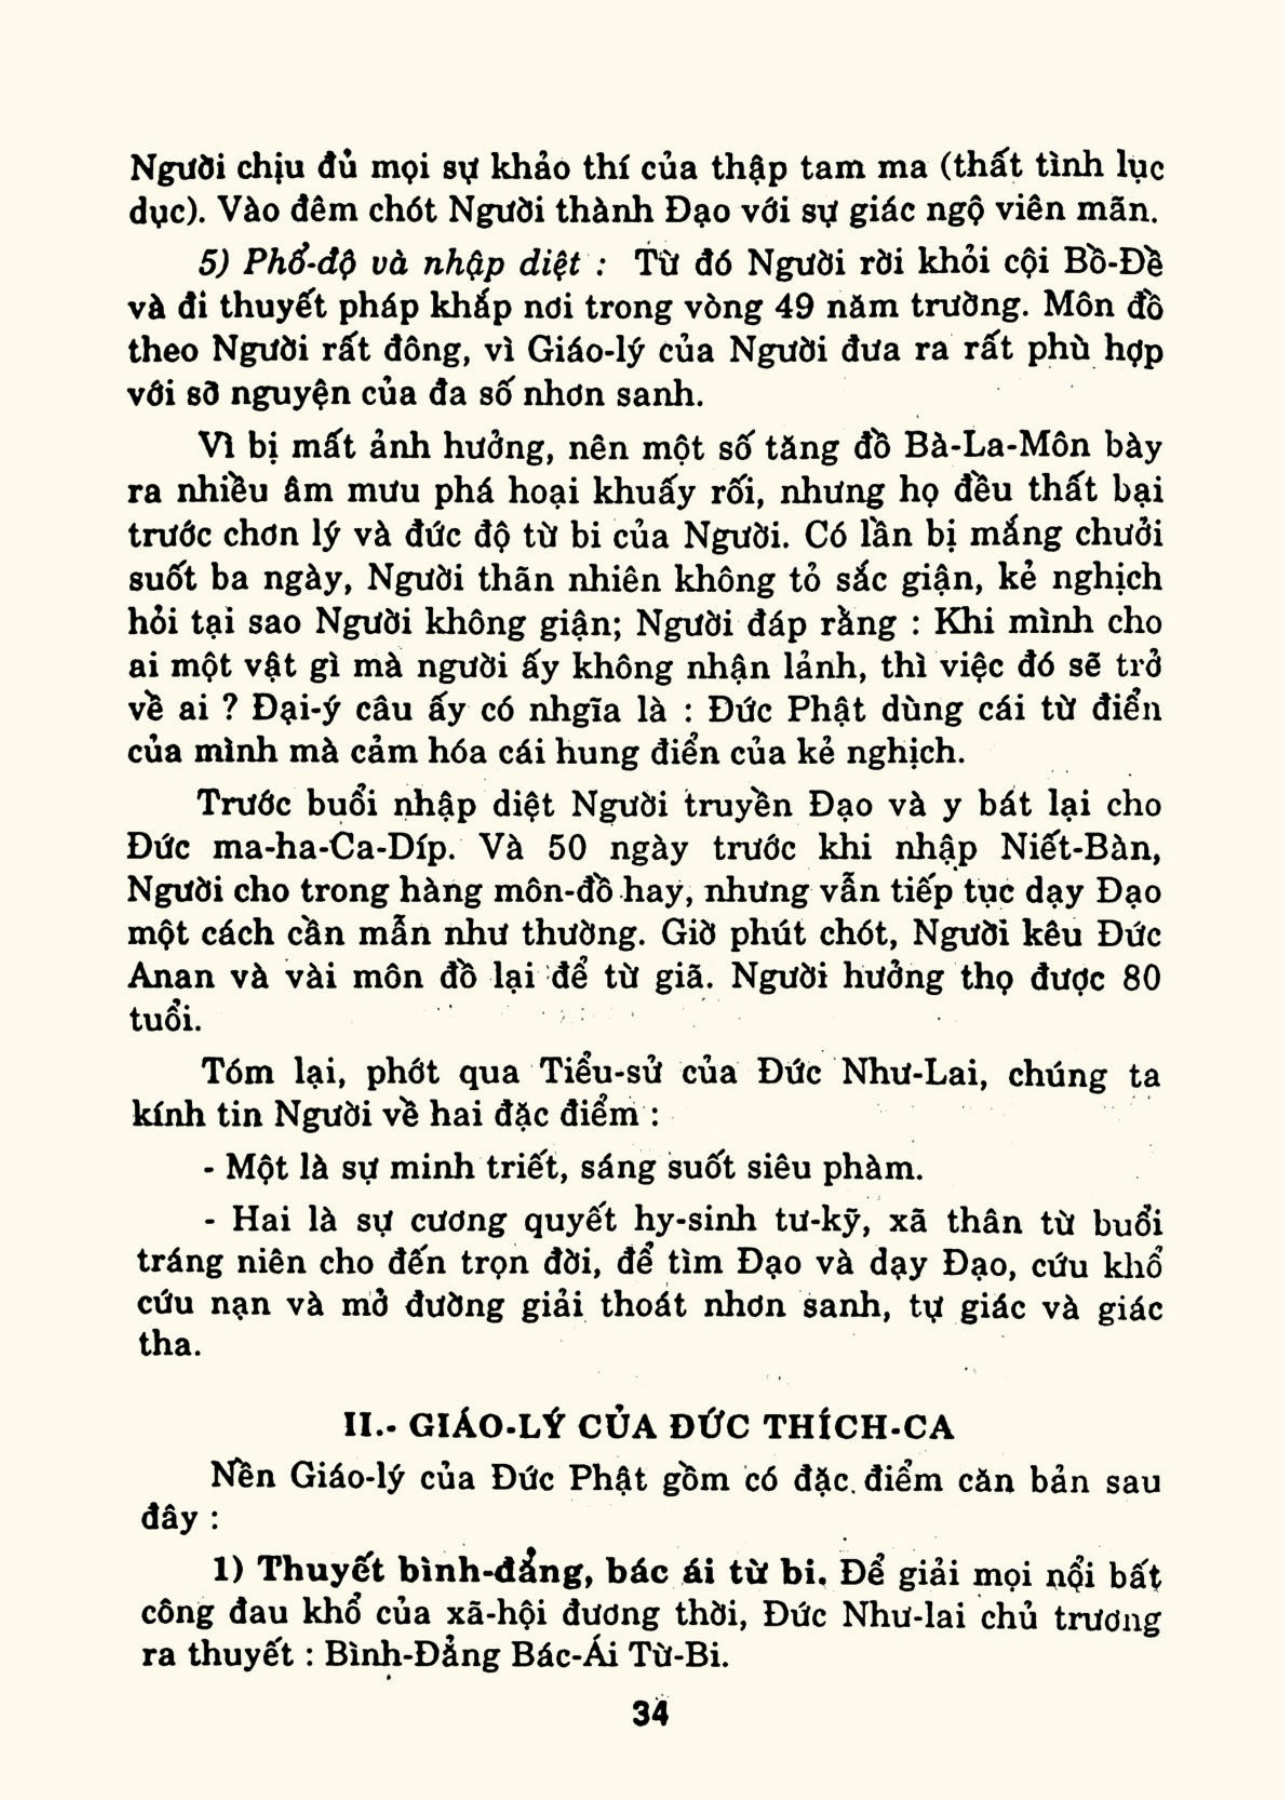 Người chịu đủ mọi sự khảo thí của thập tam ma (thất tình lục
dục). Vào đêm chót Người thành Đạo với sự giác ngộ viên mãn.
5) Phổ-độ và nhập diệt : Từ đó Người rời khỏi cội Bồ-Đề
và đi thuyết pháp khắp nơi trong vòng 49 năm trường. Môn đồ
theo Người rất đông, vì Giáo-lý của Người đưa ra rất phù hợp
với sở nguyện của đa số nhơn sanh.
Vì bị mất ảnh hưởng, nên một số tăng đồ Bà-La-Môn bày
ra nhiều âm mưu phá hoại khuấy rối, nhưng họ đều thất bại
trước chơn lý và đức độ từ bi của Người. Có lần bị mắng chưởi
suốt ba ngày, Người thãn nhiên không tỏ sắc giận, kẻ nghịch
hỏi tại sao Người không giận; Người đáp rằng : Khi mình cho
ai một vật gì mà người ấy không nhận lảnh, thì việc đó sẽ trở
về ai ? Đại-ý câu ấy có nhgĩa là : Đức Phật dùng cái từ điển
của mình mà cảm hóa cái hung điển của kẻ nghịch.
Trước buổi nhập diệt Người truyền Đạo và y bát lại cho
Đức ma-ha-Ca-Díp. Và 50 ngày trước khi nhập Niết-Bàn,
Người cho trong hàng môn-đồ hay, nhưng vẫn tiếp tục dạy Đạo
một cách cần mẫn như thường. Giờ phút chót, Người kêu Đức
Anan và vài môn đồ lại để từ giã. Người hưởng thọ được 80
tuổi.
Tóm lại, phớt qua Tiểu-sử của Đức Như-Lai, chúng ta
kính tin Người về hai đặc điểm :
- Một là sự minh triết, sáng suốt siêu phàm.
- Hai là sự cương quyết hy-sinh tư-kỹ, xã thân từ buổi
tráng niên cho đến trọn đời, để tìm Đạo và dạy Đạo, cứu khổ
cứu nạn và mở đường giải thoát nhơn sanh, tự giác và giác
tha.
II.- GIÁO-LÝ CỦA ĐỨC THÍCH-CA
Nền Giáo-lý của Đức Phật gồm có đặc điểm căn bản sau
đây :
1) Thuyết bình-đẳng, bác ái từ bi. Để giải mọi nổi bất
công đau khổ của xã-hội đương thời, Đức Như-lai chủ trương
ra thuyết : Bình-Đẳng Bác-Ái Từ-Bi.
34